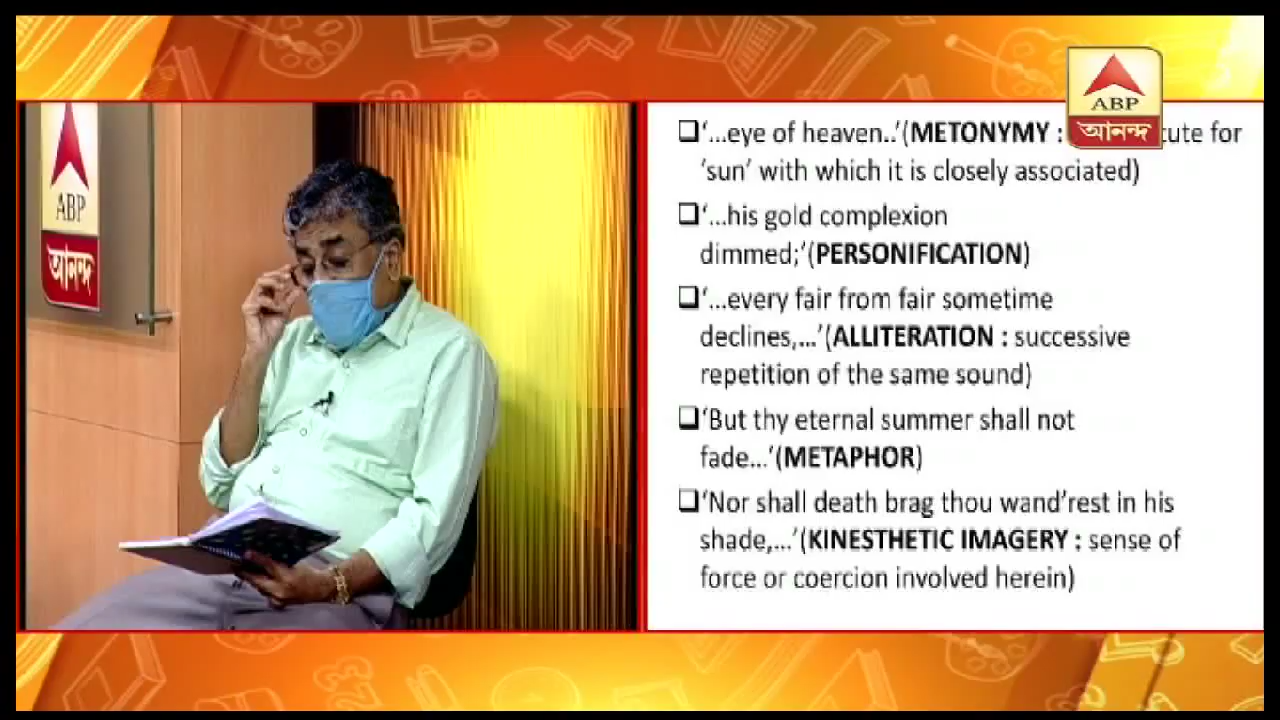 ABP
আনন্দ
ABP
আনন্দ
❑‘...eye of heaven..’(METONYMY : for
‘sun’ with which it is closely associated)
❑‘...his gold complexion
dimmed;’(PERSONIFICATION)
❑‘...every fair from fair sometime
declines,...’(ALLITERATION : successive
repetition of the same sound)
❑‘But thy eternal summer shall not
fade...’(METAPHOR)
❑‘Nor shall death brag thou wand’rest in his
shade,...’(KINESTHETIC IMAGERY : sense of
force or coercion involved herein)